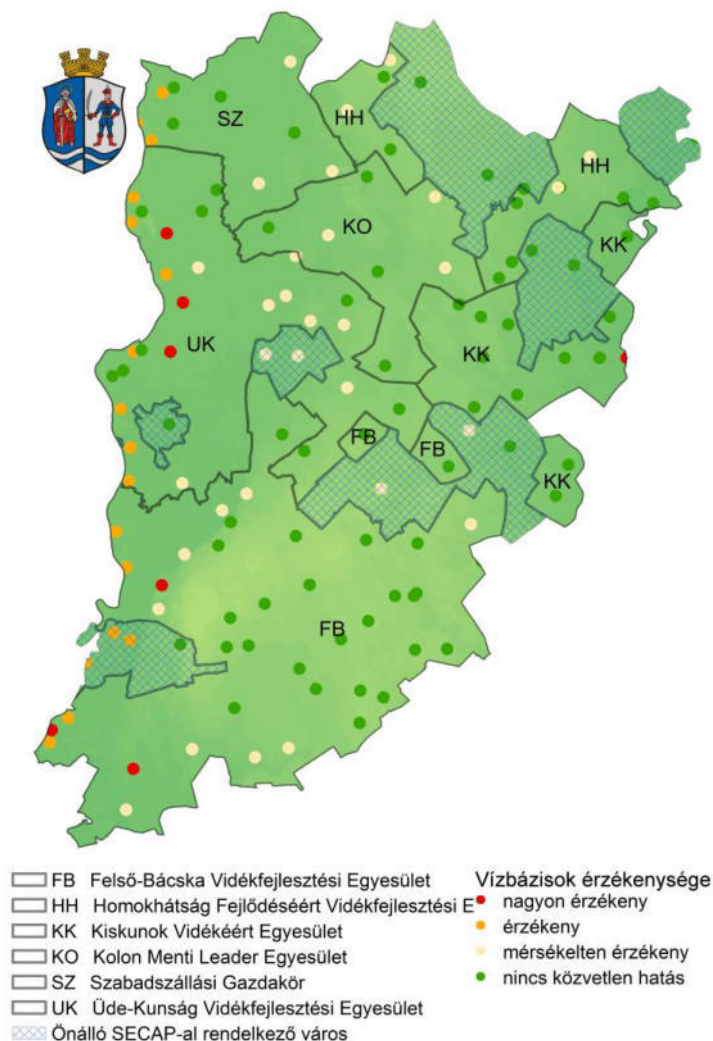 SZ
HH
HH
KO
KK
UK
KK
FB
FB
KK
FB
FB Felső-Bácska Vidékfejlesztési Egyesület
HH Homokhátság Fejlődéséért Vidékfejlesztési E
KK Kiskunok Vidékéért Egyesület
KO Kolon Menti Leader Egyesület
SZ Szabadszállási Gazdakör
UK Üde-Kunság Vidékfejlesztési Egyesület
Önálló SECAP-al rendelkező város
Vízbázisok érzékenysége
nagyon érzékeny
érzékeny
mérsékelten érzékeny
nincs közvetlen hatás